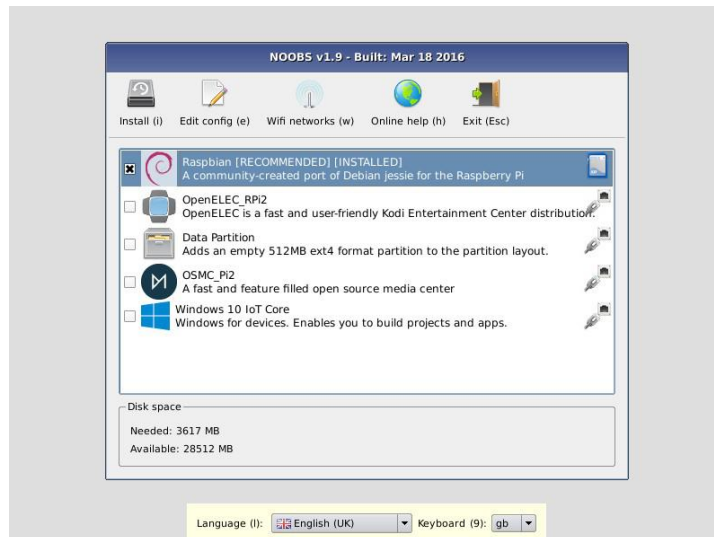 NOOBS v1.9 - Built: Mar 18 2016
Install (i) Edit config (e) Wifi networks (w) Online help (h) Exit (Esc)
Raspbian [RECOMMENDED] [INSTALLED]
A community-created port of Debian jessie for the Raspberry Pi
OpenELEC_RPi2
OpenELEC is a fast and user-friendly Kodi Entertainment Center distribution.
Data Partition
Adds an empty 512MB ext4 format partition to the partition layout.
OSMC_Pi2
A fast and feature filled open source media center
Windows 10 IoT Core
Windows for devices. Enables you to build projects and apps.
Disk space
Needed: 3617 MB
Available: 28512 MB
Language (l): English (UK) Keyboard (9): gb